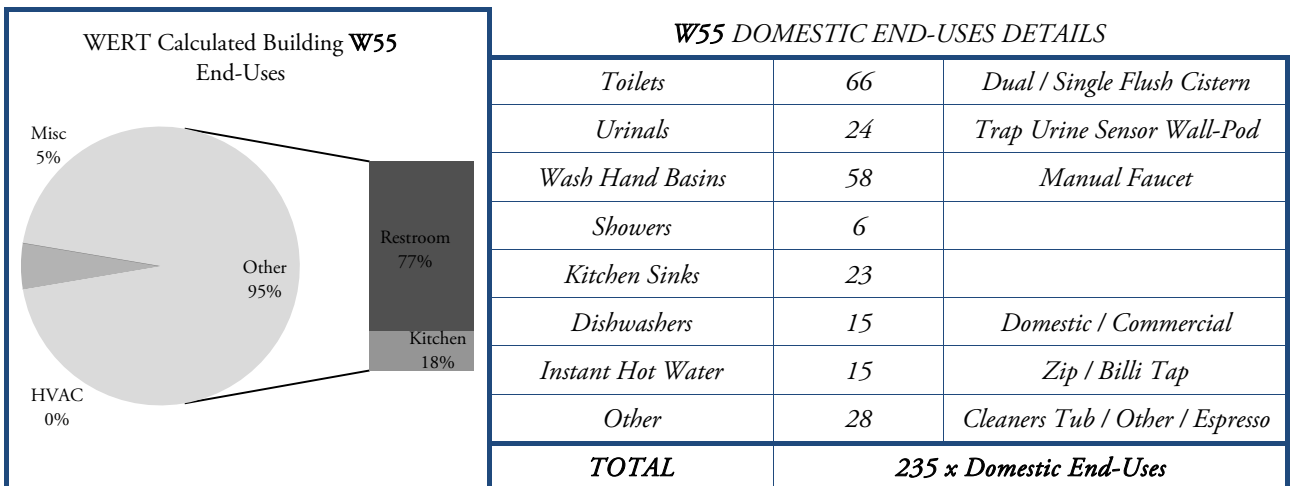 WERT Calculated Building W55
End-Uses
Misc
5%
Other
95%
Restroom
77%
Kitchen
18%
HVAC
0%
W55 DOMESTIC END-USES DETAILS
Toilets 66 Dual / Single Flush Cistern
Urinals 24 Trap Urine Sensor Wall-Pod
Wash Hand Basins 58 Manual Faucet
Showers 6
Kitchen Sinks 23
Dishwashers 15 Domestic / Commercial
Instant Hot Water 15 Zip / Billi Tap
Other 28 Cleaners Tub / Other / Espresso
TOTAL 235 x Domestic End-Uses